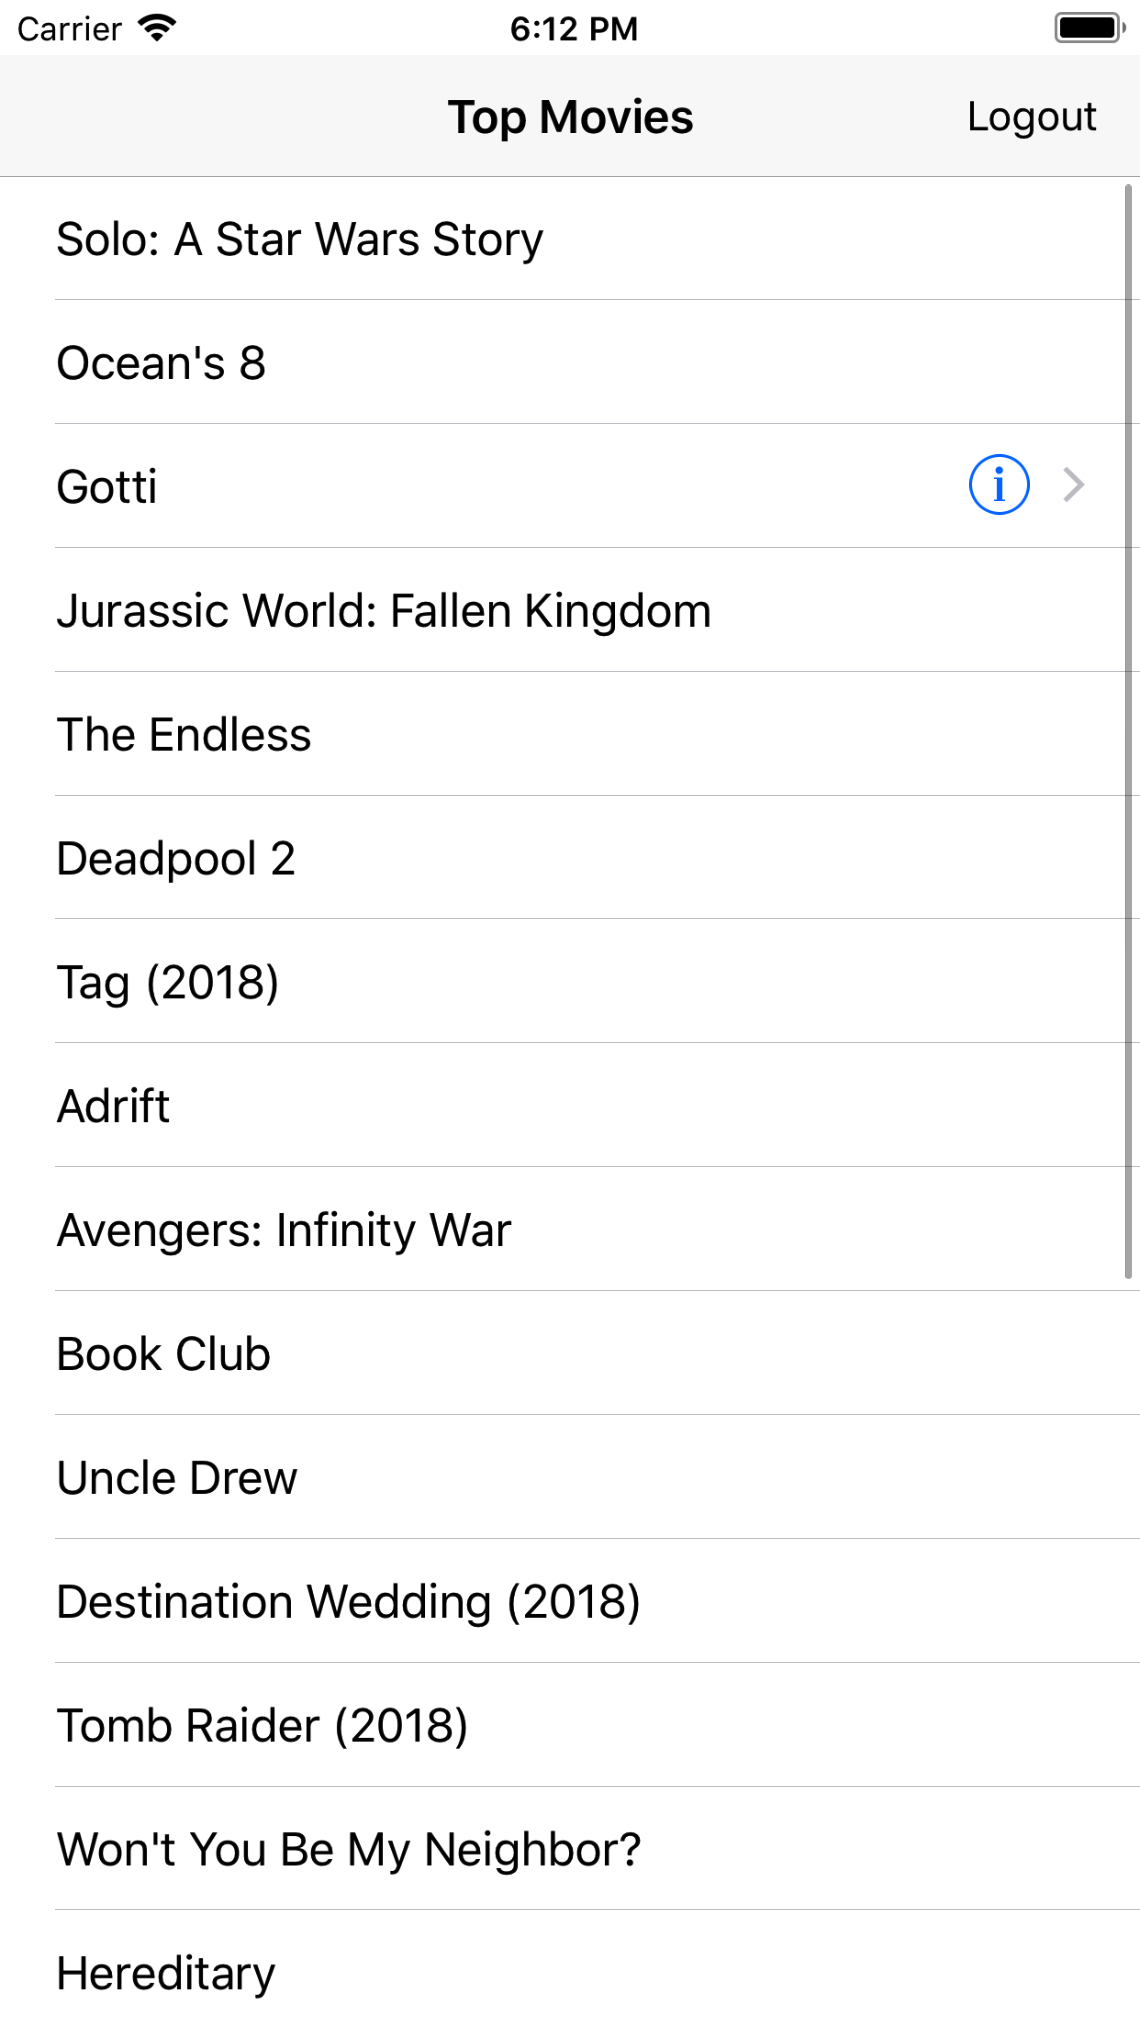 Carrier 6:12 PM
Top Movies Logout
Solo: A Star Wars Story
Ocean's 8
Gotti
Jurassic World: Fallen Kingdom
The Endless
Deadpool 2
Tag (2018)
Adrift
Avengers: Infinity War
Book Club
Uncle Drew
Destination Wedding (2018)
Tomb Raider (2018)
Won't You Be My Neighbor?
Hereditary